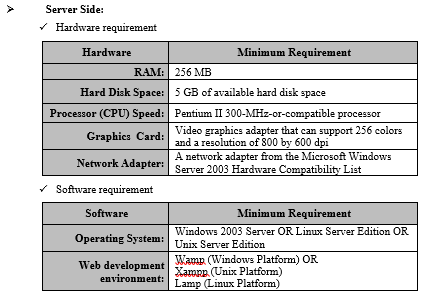 ➢ Server Side:
✓ Hardware requirement
Hardware Minimum Requirement
RAM: 256 MB
Hard Disk Space: 5 GB of available hard disk space
Processor (CPU) Speed: Pentium II 300-MHz-or-compatible processor
Graphics Card: Video graphics adapter that can support 256 colors
and a resolution of 800 by 600 dpi
Network Adapter: A network adapter from the Microsoft Windows
Server 2003 Hardware Compatibility List
✓ Software requirement
Software Minimum Requirement
Operating System: Windows 2003 Server OR Linux Server Edition OR
Unix Server Edition
Web development
environment: Wamp (Windows Platform) OR
Xampp (Unix Platform)
Lamp (Linux Platform)